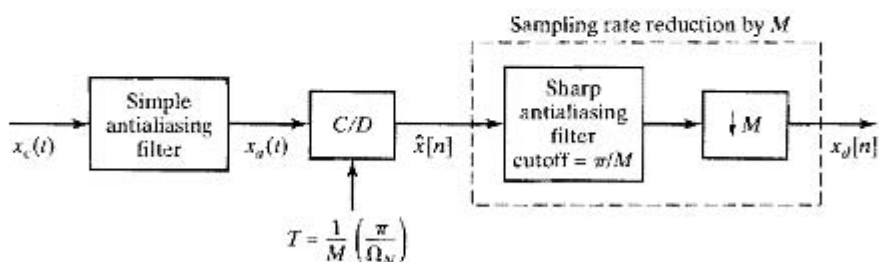 Sampling rate reduction by M
Simple
antialiasing
filter
C/D
Sharp
antialiasing
filter
cutoff = π/M
↓ M
x_c(t)
x_a(t)
x̂[n]
x_d[n]
T = 1/M (π/Ω_N)